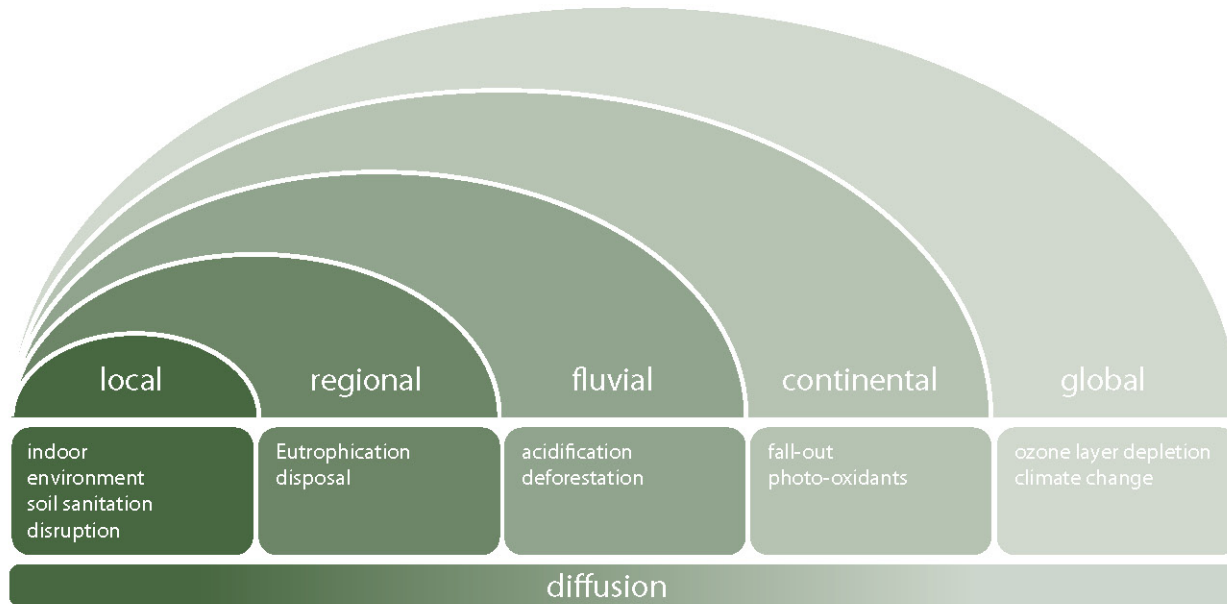 local
regional
fluvial
continental
global
indoor
environment
soil sanitation
disruption
Eutrophication
disposal
acidification
deforestation
fall-out
photo-oxidants
ozone layer depletion
climate change
diffusion